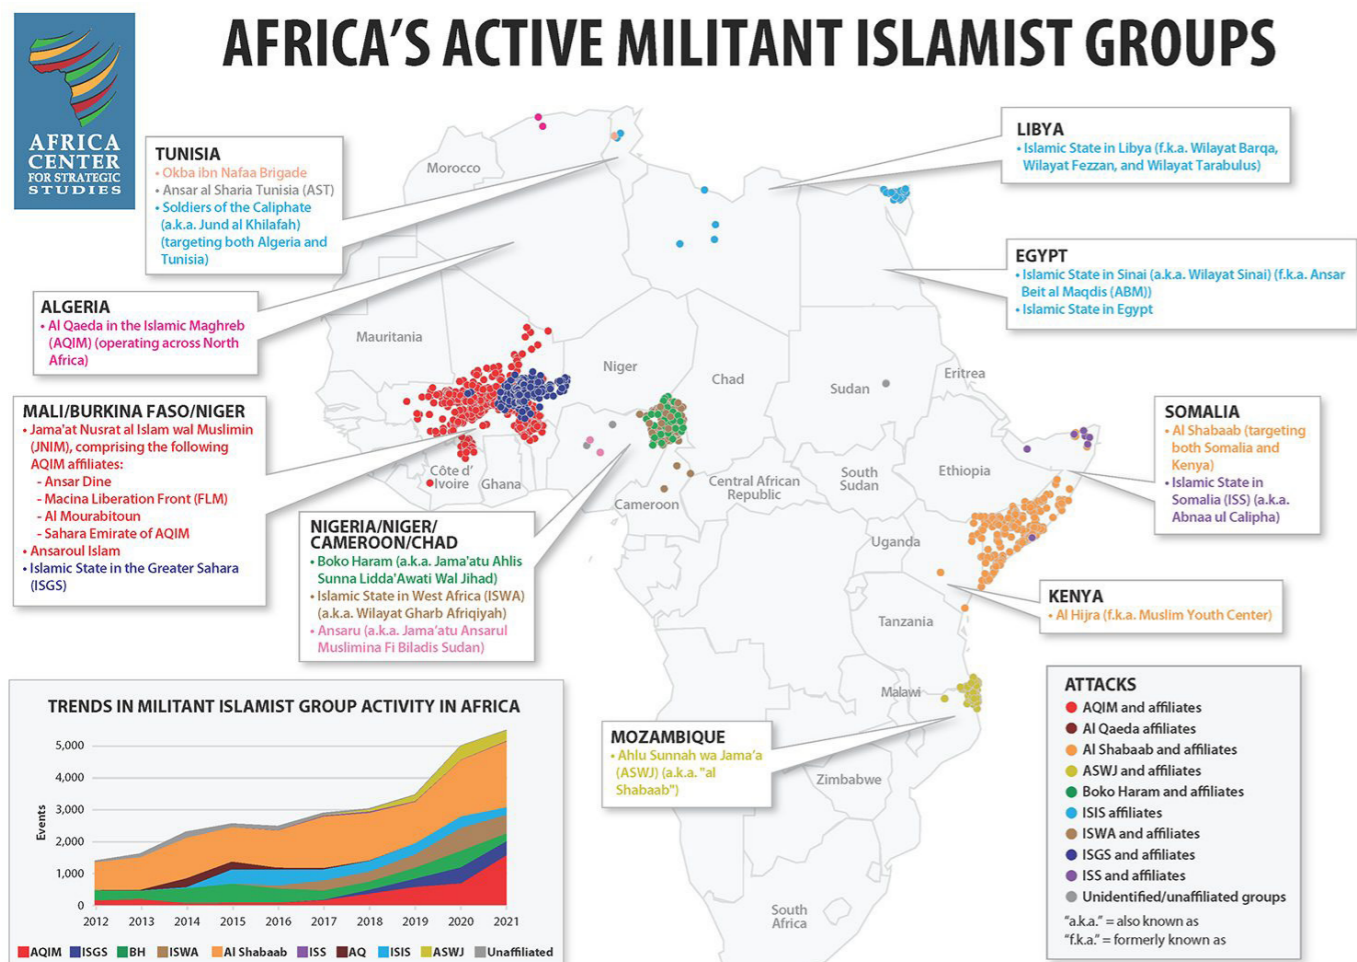 AFRICA'S ACTIVE MILITANT ISLAMIST GROUPS
AFRICA
CENTER
FOR STRATEGIC
STUDIES
TUNISIA
• Okba ibn Nafaa Brigade
• Ansar al Sharia Tunisia (AST)
• Soldiers of the Caliphate
(a.k.a. Jund al Khilafah)
(targeting both Algeria and
Tunisia)
LIBYA
• Islamic State in Libya (f.k.a. Wilayat Barqa,
Wilayat Fezzan, and Wilayat Tarabulus)
EGYPT
• Islamic State in Sinai (a.k.a. Wilayat Sinai) (f.k.a. Ansar
Beit al Maqdis (ABM))
• Islamic State in Egypt
ALGERIA
• Al Qaeda in the Islamic Maghreb
(AQIM) (operating across North
Africa)
MALI/BURKINA FASO/NIGER
• Jama'at Nusrat al Islam wal Muslimin
(JNIM), comprising the following
AQIM affiliates:
- Ansar Dine
- Macina Liberation Front (FLM)
- Al Mourabitoun
- Sahara Emirate of AQIM
• Ansaroul Islam
• Islamic State in the Greater Sahara
(ISGS)
NIGERIA/NIGER/
CAMEROON/CHAD
• Boko Haram (a.k.a. Jama'atu Ahlis
Sunna Lidda'Awati Wal Jihad)
• Islamic State in West Africa (ISWA)
(a.k.a. Wilayat Gharb Afriqiyah)
• Ansaru (a.k.a. Jama'atu Ansarul
Muslimina Fi Biladis Sudan)
SOMALIA
• Al Shabaab (targeting
both Somalia and
Kenya)
• Islamic State in
Somalia (ISS) (a.k.a.
Abnaa ul Calipha)
KENYA
• Al Hijra (f.k.a. Muslim Youth Center)
MOZAMBIQUE
• Ahlu Sunnah wa Jama'a
(ASWJ) (a.k.a. "al
Shabaab")
Morocco
Mauritania
Niger
Chad
Sudan
Eritrea
Côte d'
Ivoire
Ghana
Cameroon
Central African
Republic
South
Sudan
Ethiopia
Uganda
Tanzania
Malawi
Zimbabwe
South
Africa
TRENDS IN MILITANT ISLAMIST GROUP ACTIVITY IN AFRICA
Events
5,000
4,000
3,000
2,000
1,000
0
2012 2013 2014 2015 2016 2017 2018 2019 2020 2021
AQIM ISGS BH ISWA Al Shabaab ISS AQ ISIS ASWJ Unaffiliated
ATTACKS
AQIM and affiliates
Al Qaeda affiliates
Al Shabaab and affiliates
ASWJ and affiliates
Boko Haram and affiliates
ISIS affiliates
ISWA and affiliates
ISGS and affiliates
ISS and affiliates
Unidentified/unaffiliated groups
"a.k.a." = also known as
"f.k.a." = formerly known as